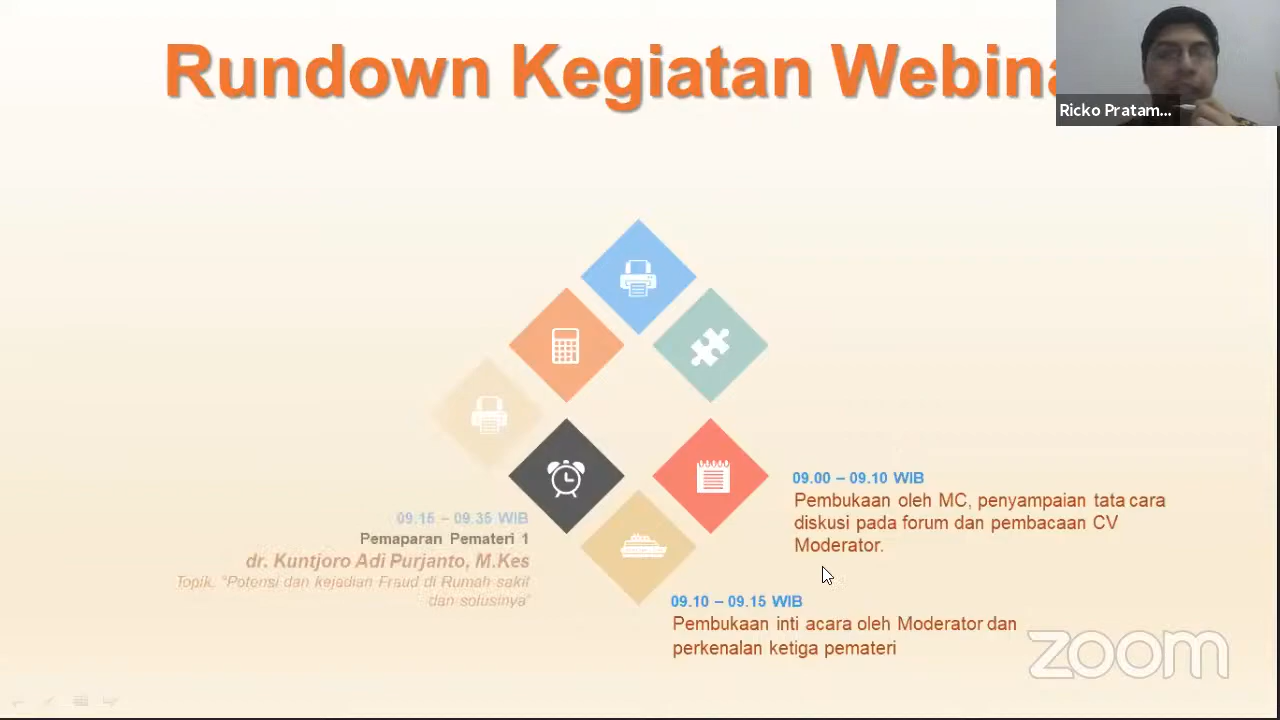 Rundown Kegiatan Webina
Ricko Pratam...
09.00 – 09.10 WIB
Pembukaan oleh MC, penyampaian tata cara
diskusi pada forum dan pembacaan CV
Moderator.
09.15 – 09.35 WIB
Pemaparan Pemateri 1
dr. Kuntjoro Adi Purjanto, M.Kes
Topik. “Potensi dan kejadian Fraud di Rumah sakit
dan solusinya”
09.10 – 09.15 WIB
Pembukaan inti acara oleh Moderator dan
perkenalan ketiga pemateri
zoom